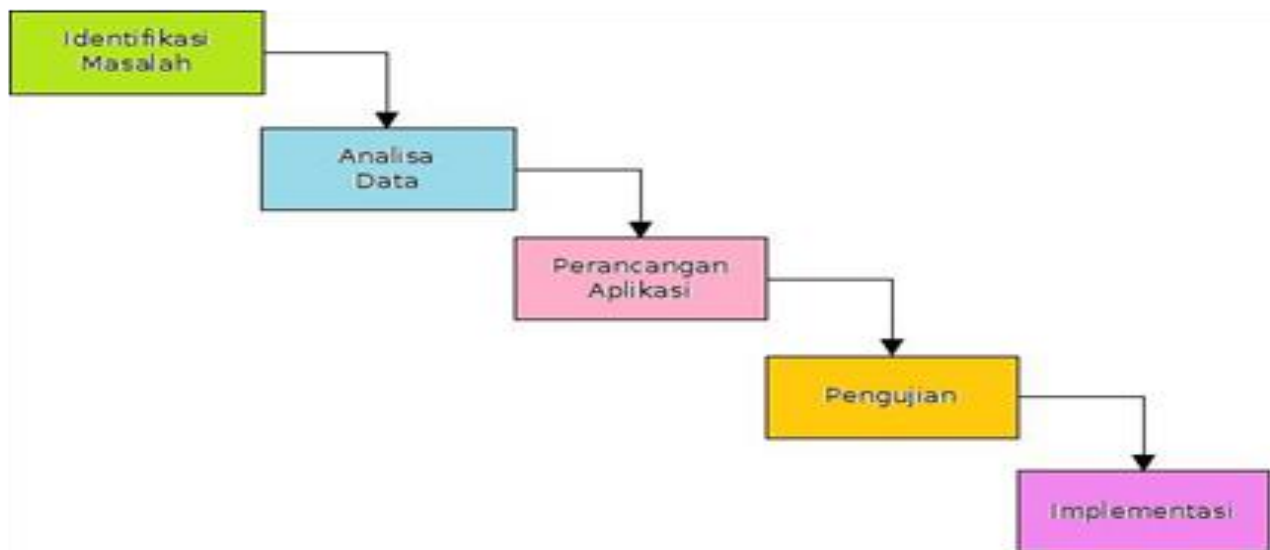 Identifikasi
Masalah
Analisa
Data
Perancangan
Aplikasi
Pengujian
Implementasi